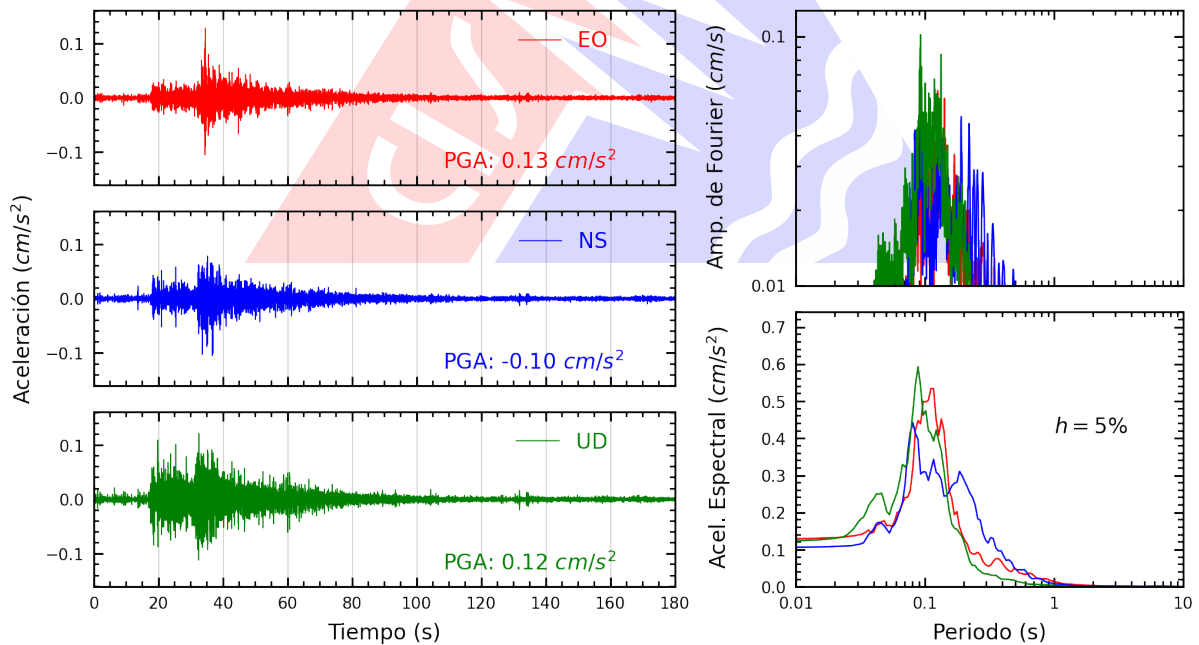 0.1
0.0
−0.1
EO
PGA: 0.13 cm/s²
0.1
0.0
−0.1
NS
PGA: -0.10 cm/s²
0.1
0.0
−0.1
UD
PGA: 0.12 cm/s²
Aceleración (cm/s²)
0 20 40 60 80 100 120 140 160 180
Tiempo (s)
Amp. de Fourier (cm/s)
0.1
0.01
Acel. Espectral (cm/s²)
0.7
0.6
0.5
0.4
0.3
0.2
0.1
0.0
h = 5%
0.01 0.1 1 10
Periodo (s)
CIS